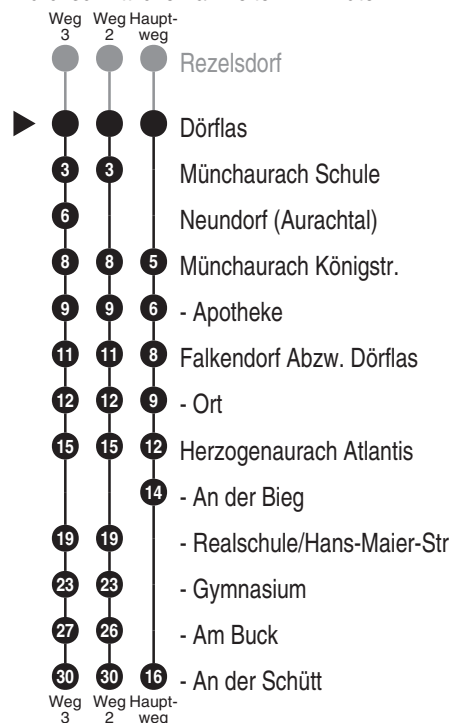 Weg Weg Haupt-
3 2 weg
Rezelsdorf
Dörflas
3 3 Münchaurach Schule
6 Neundorf (Aurachtal)
8 8 5 Münchaurach Königstr.
9 9 6 - Apotheke
11 11 8 Falkendorf Abzw. Dörflas
12 12 9 - Ort
15 15 12 Herzogenaurach Atlantis
14 - An der Bieg
19 19 - Realschule/Hans-Maier-Str
23 23 - Gymnasium
27 26 - Am Buck
30 30 16 - An der Schütt
Weg Weg Haupt-
3 2 weg